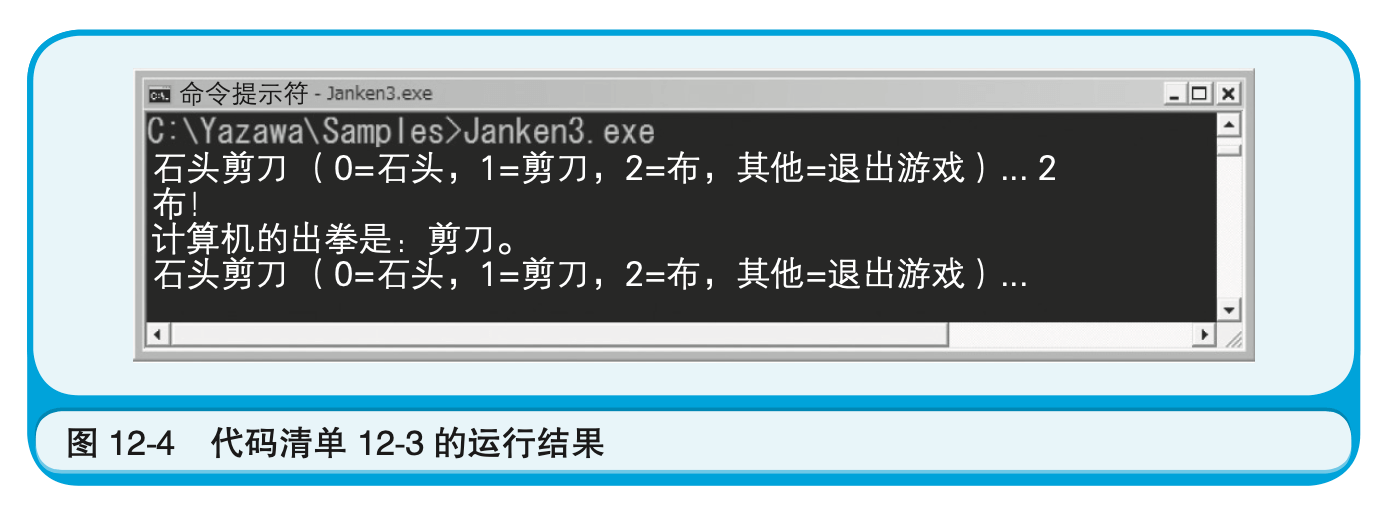 命令提示符 - Janken3.exe
C:\Yazawa\Samples>Janken3.exe
石头剪刀（0=石头，1=剪刀，2=布，其他=退出游戏）... 2
布!
计算机的出拳是：剪刀。
石头剪刀（0=石头，1=剪刀，2=布，其他=退出游戏）...
图 12-4 代码清单 12-3 的运行结果